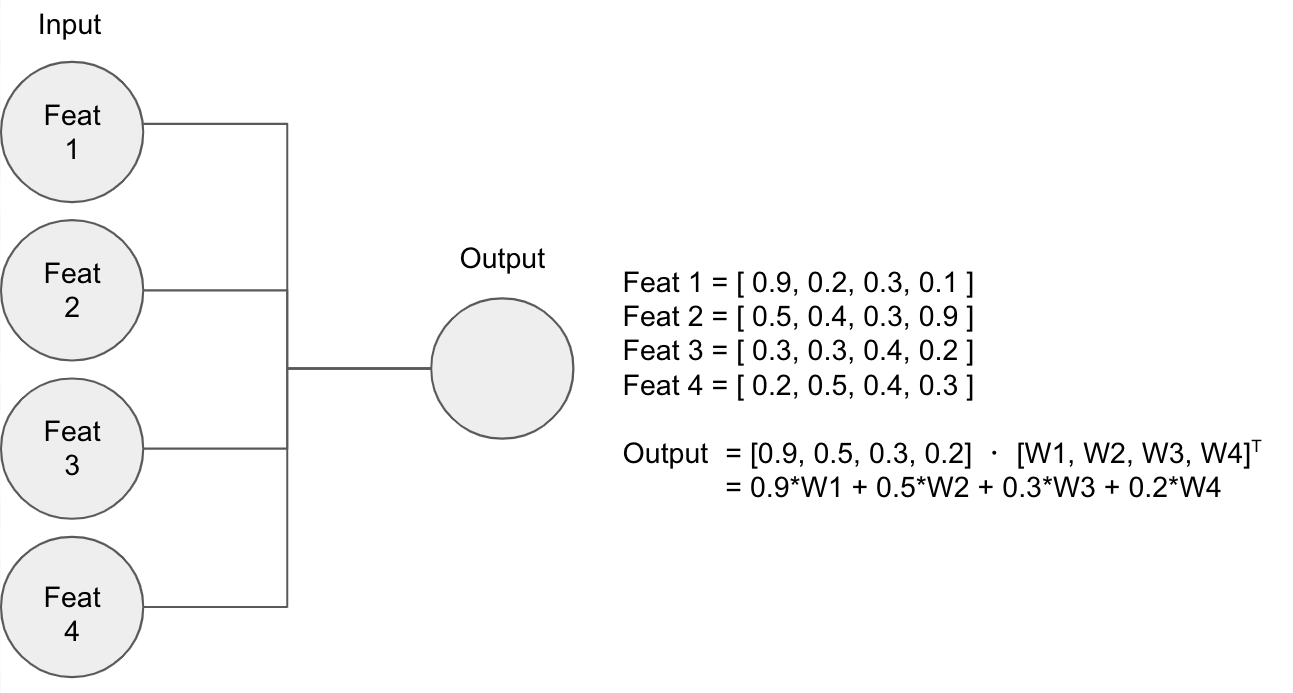 Input
Feat
1
Feat
2
Feat
3
Feat
4
Output
Feat 1 = [ 0.9, 0.2, 0.3, 0.1 ]
Feat 2 = [ 0.5, 0.4, 0.3, 0.9 ]
Feat 3 = [ 0.3, 0.3, 0.4, 0.2 ]
Feat 4 = [ 0.2, 0.5, 0.4, 0.3 ]
Output = [0.9, 0.5, 0.3, 0.2] · [W1, W2, W3, W4]ᵀ
= 0.9*W1 + 0.5*W2 + 0.3*W3 + 0.2*W4